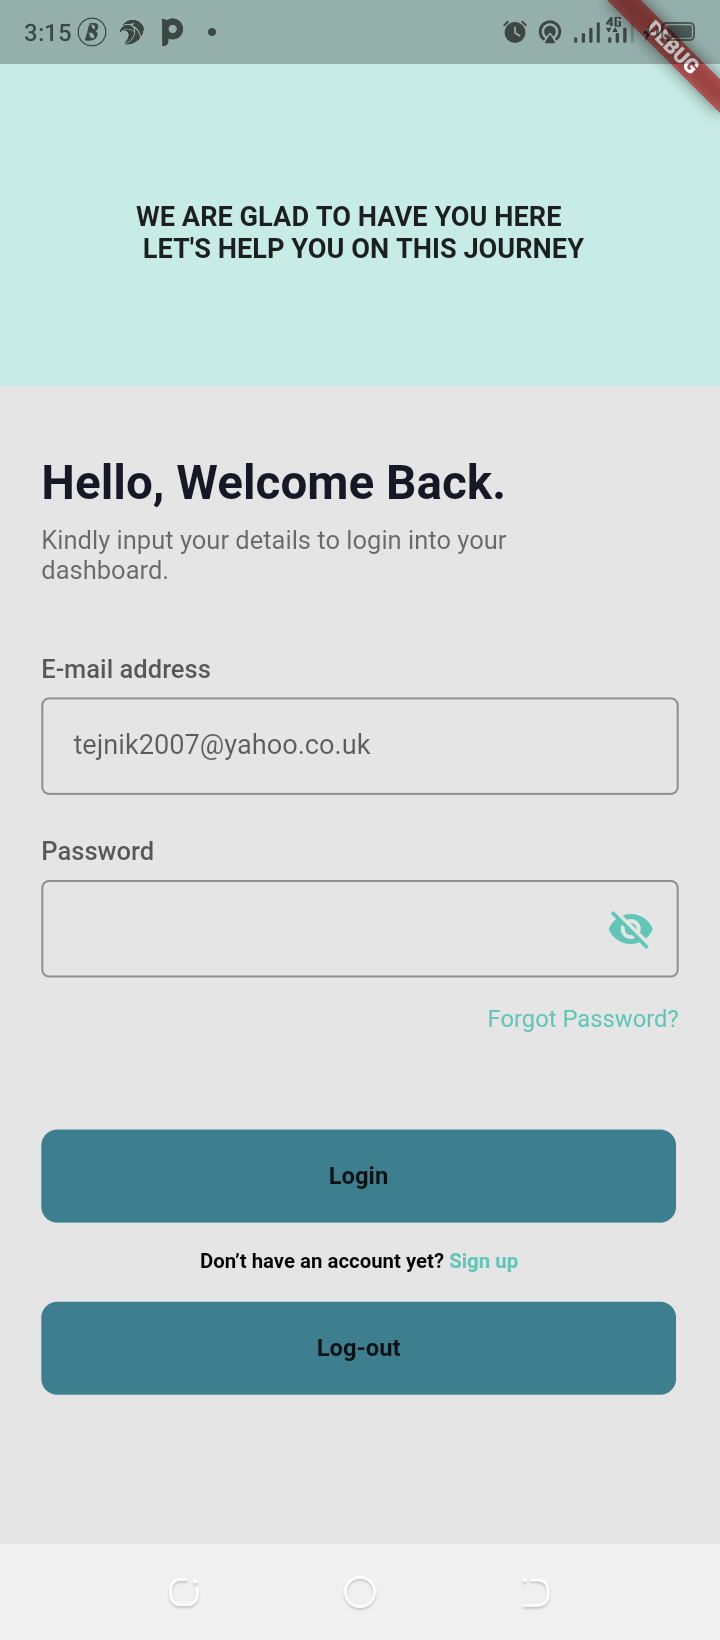 3:15
4G
DEBUG
WE ARE GLAD TO HAVE YOU HERE
LET'S HELP YOU ON THIS JOURNEY
Hello, Welcome Back.
Kindly input your details to login into your
dashboard.
E-mail address
tejnik2007@yahoo.co.uk
Password
Forgot Password?
Login
Don’t have an account yet? Sign up
Log-out